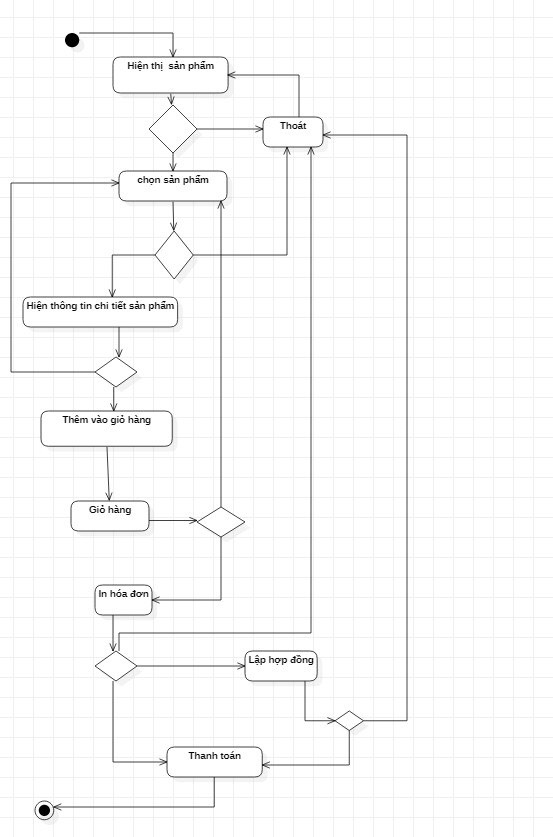 Hiện thị sản phẩm
Thoát
chọn sản phẩm
Hiện thông tin chi tiết sản phẩm
Thêm vào giỏ hàng
Giỏ hàng
In hóa đơn
Lập hợp đồng
Thanh toán